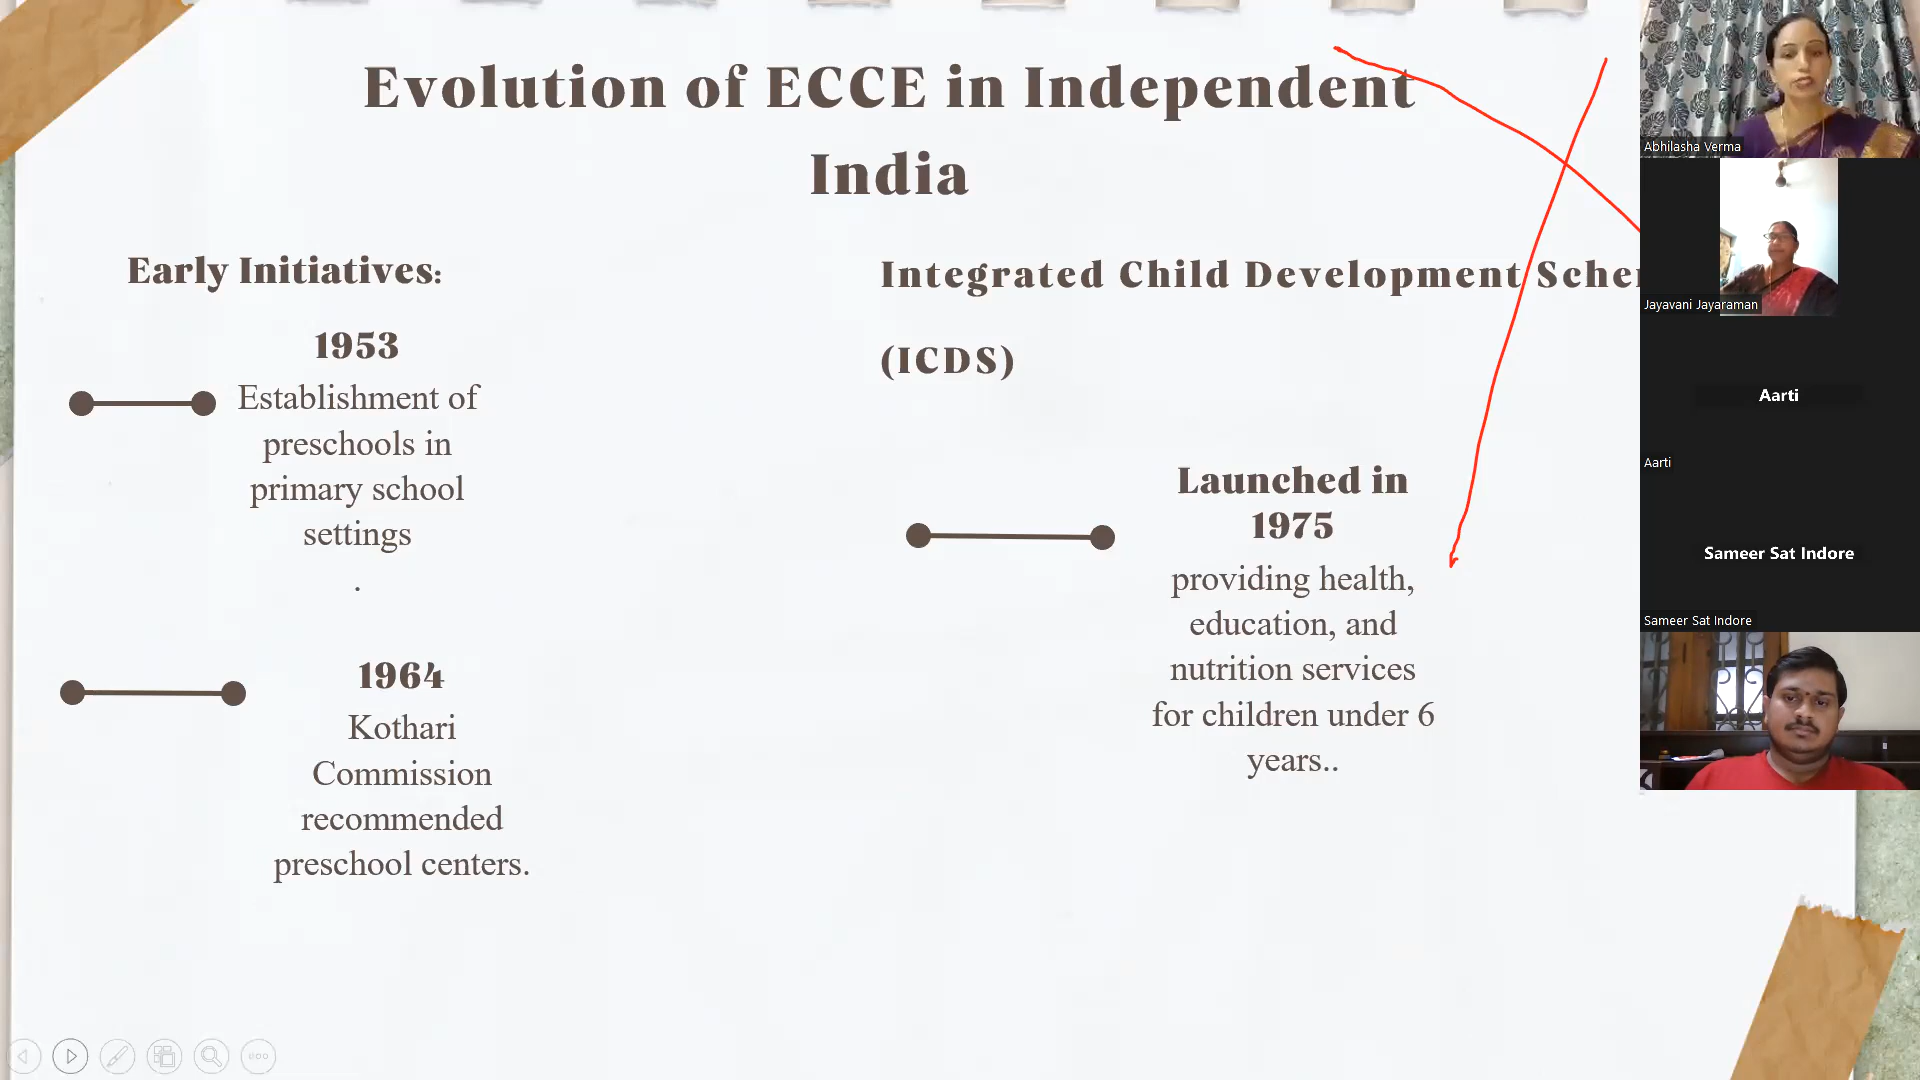 Evolution of ECCE in Independent
India
Early Initiatives:
1953
Establishment of
preschools in
primary school
settings
.
1964
Kothari
Commission
recommended
preschool centers.
Integrated Child Development
(ICDS)
Launched in
1975
providing health,
education, and
nutrition services
for children under 6
years..
Abhilasha Verma
Jayavani Jayaraman
Aarti
Aarti
Sameer Sat Indore
Sameer Sat Indore